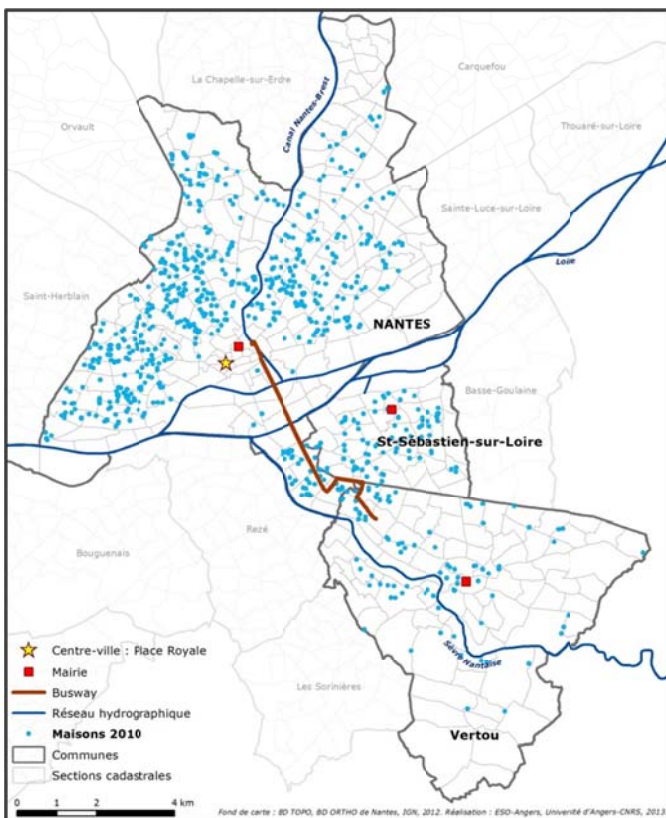 La Chapelle-sur-Erdre
Carquefou
Canal Nantes-Brest
Orvault
Thouaré-sur-Loire
Sainte-Luce-sur-Loire
Loire
Saint-Herblain
NANTES
Basse-Goulaine
St-Sébastien-sur-Loire
Rezé
Bouguenais
Centre-ville : Place Royale
Mairie
Busway
Sèvre Nantaise
Réseau hydrographique
Les Sorinières
Maisons 2010
Vertou
Communes
Sections cadastrales
0 1 2 4 km
Fond de carte : BD TOPO, BD ORTHO de Nantes, IGN, 2012. Réalisation : ESO-Angers, Université d'Angers-CNRS, 2013